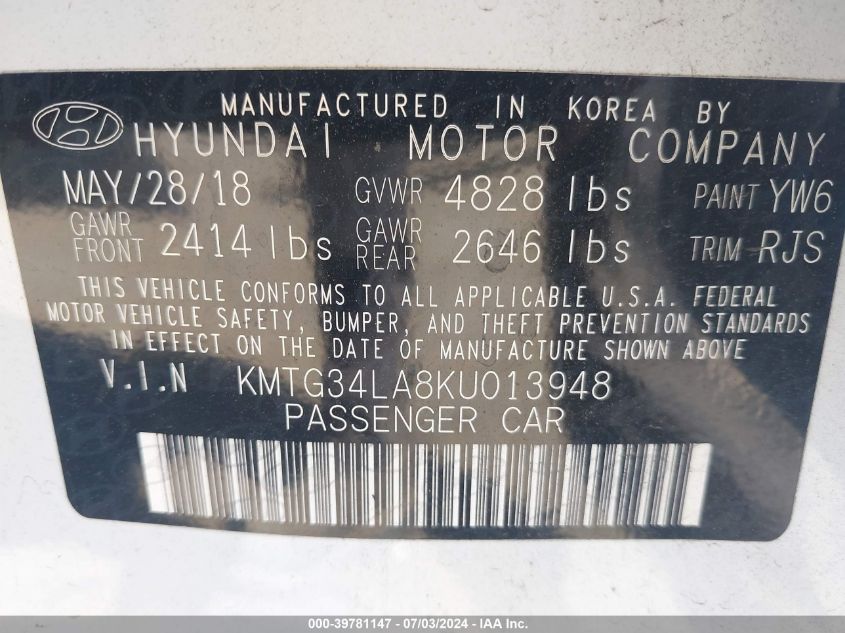 MANUFACTURED IN KOREA BY
HYUNDAI MOTOR COMPANY
MAY/28/18 GVWR 4828 lbs PAINT YW6
GAWR FRONT 2414 lbs GAWR REAR 2646 lbs TRIM RJS
THIS VEHICLE CONFORMS TO ALL APPLICABLE U.S.A. FEDERAL
MOTOR VEHICLE SAFETY, BUMPER, AND THEFT PREVENTION STANDARDS
IN EFFECT ON THE DATE OF MANUFACTURE SHOWN ABOVE
V.I.N KMTG34LA8KU013948
PASSENGER CAR
000-39781147 - 07/03/2024 - IAA Inc.